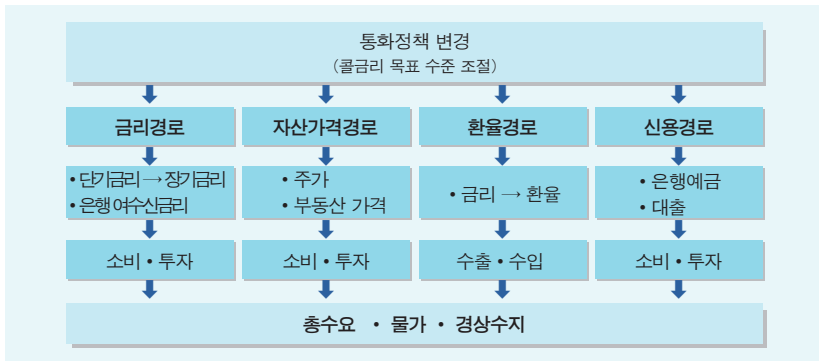 통화정책 변경
(콜금리 목표 수준 조절)
금리경로
자산가격경로
환율경로
신용경로
• 단기금리 → 장기금리
• 은행 여수신금리
• 주가
• 부동산 가격
• 금리 → 환율
• 은행예금
• 대출
소비 • 투자
소비 • 투자
수출 • 수입
소비 • 투자
총수요 • 물가 • 경상수지